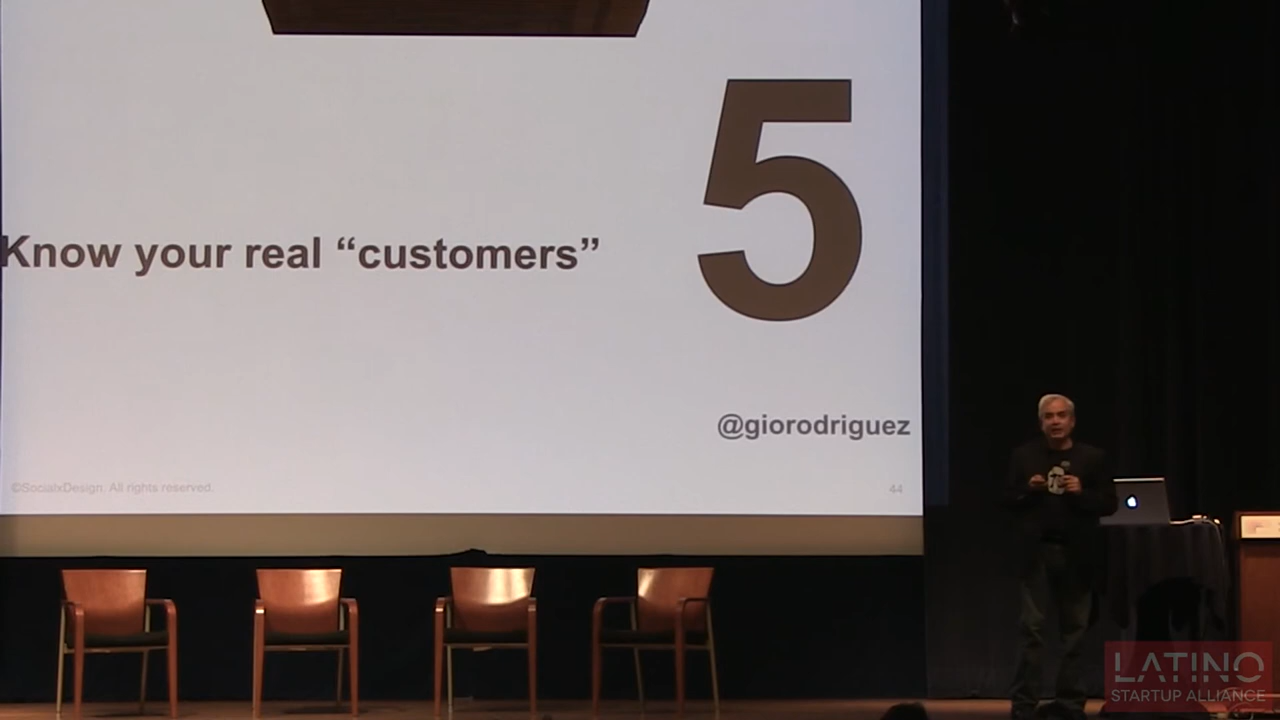 5
Know your real “customers”
@giorodriguez
©SocialxDesign. All rights reserved.
44
LATINO
STARTUP ALLIANCE